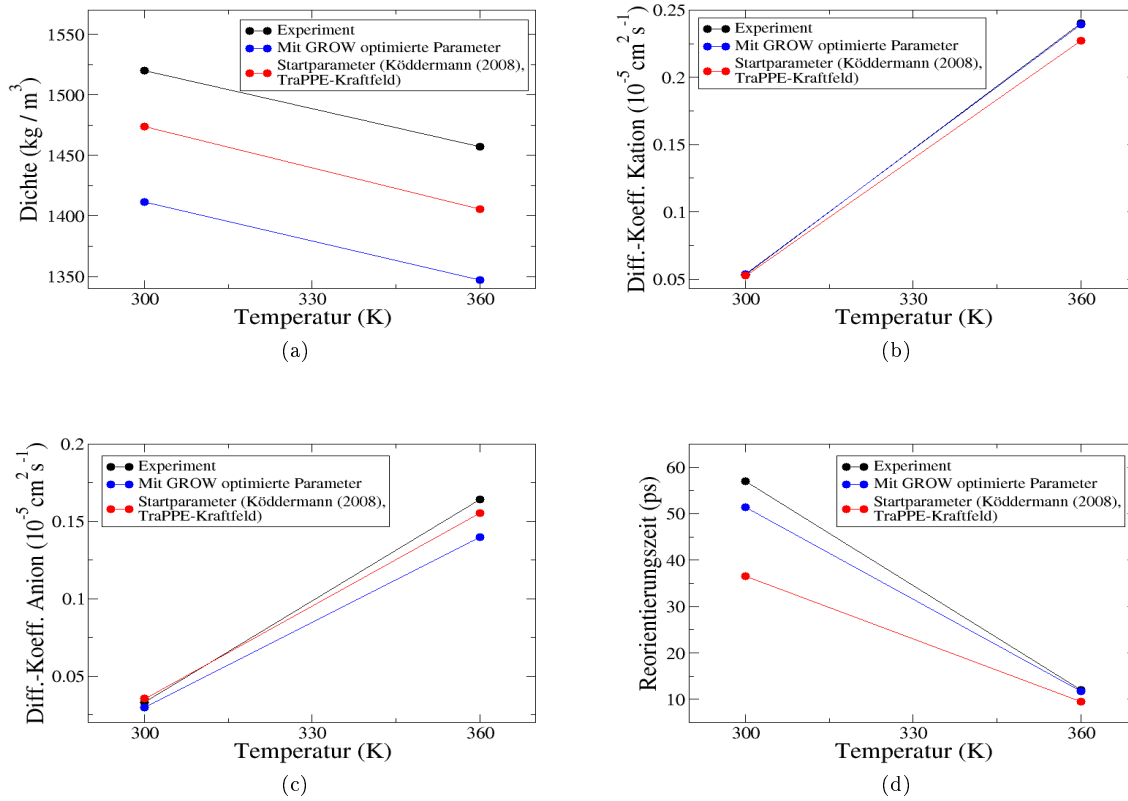 1550
1500
1450
1400
1350
Dichte (kg / m³)
Experiment
Mit GROW optimierte Parameter
Startparameter (Köddermann (2008),
TraPPE-Kraftfeld)
300
330
360
Temperatur (K)
(a)
0.25
0.2
0.15
0.1
0.05
Diff.-Koeff. Kation (10⁻⁵ cm² s⁻¹)
Experiment
Mit GROW optimierte Parameter
Startparameter (Köddermann (2008),
TraPPE-Kraftfeld)
300
330
360
Temperatur (K)
(b)
0.2
0.15
0.1
0.05
Diff.-Koeff. Anion (10⁻⁵ cm² s⁻¹)
Experiment
Mit GROW optimierte Parameter
Startparameter (Köddermann (2008),
TraPPE-Kraftfeld)
300
330
360
Temperatur (K)
(c)
60
50
40
30
20
10
Reorientierungszeit (ps)
Experiment
Mit GROW optimierte Parameter
Startparameter (Köddermann (2008),
TraPPE-Kraftfeld)
300
330
360
Temperatur (K)
(d)